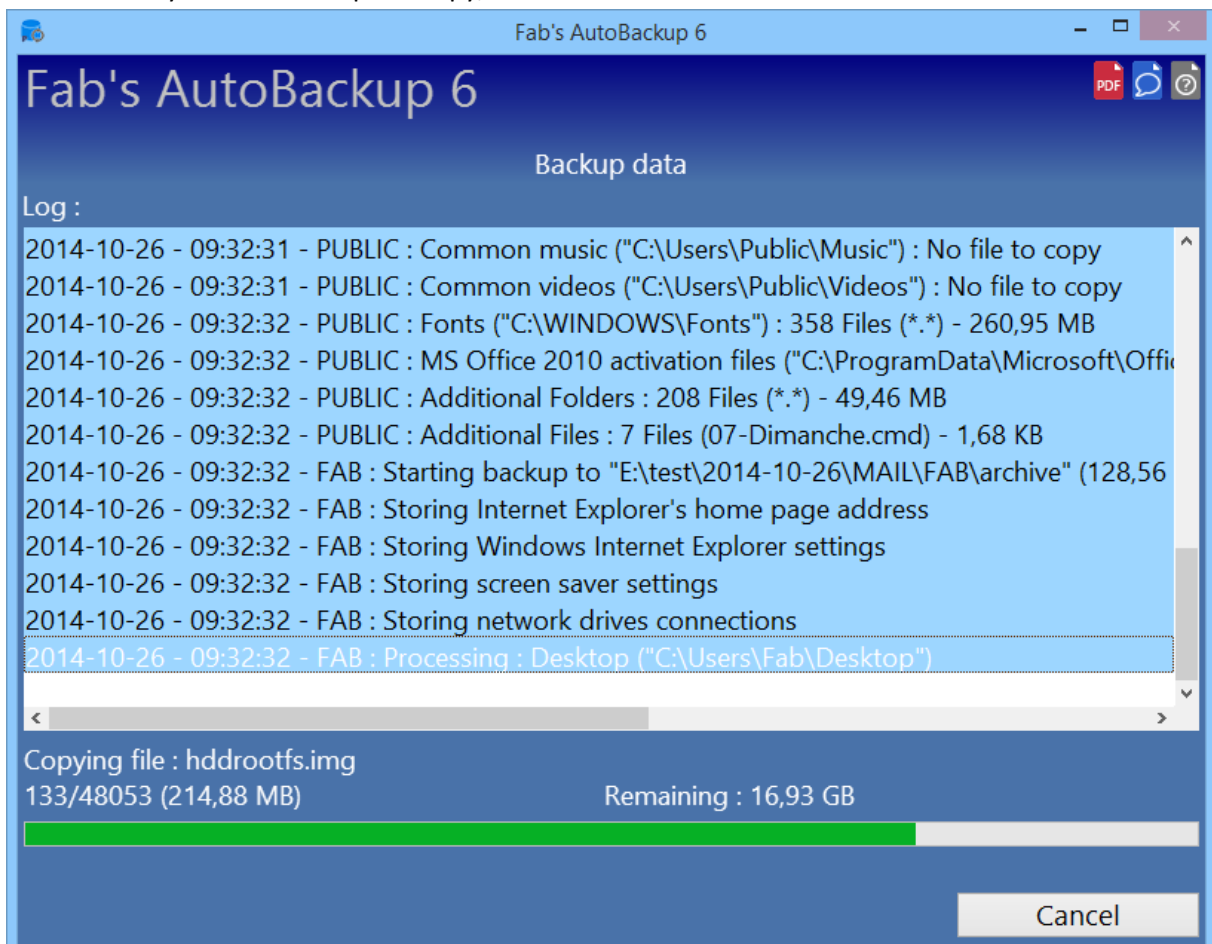 Fab's AutoBackup 6
Fab's AutoBackup 6
PDF
?
Backup data
Log :
2014-10-26 - 09:32:31 - PUBLIC : Common music ("C:\Users\Public\Music") : No file to copy
2014-10-26 - 09:32:31 - PUBLIC : Common videos ("C:\Users\Public\Videos") : No file to copy
2014-10-26 - 09:32:32 - PUBLIC : Fonts ("C:\WINDOWS\Fonts") : 358 Files (*.*) - 260,95 MB
2014-10-26 - 09:32:32 - PUBLIC : MS Office 2010 activation files ("C:\ProgramData\Microsoft\Offi
2014-10-26 - 09:32:32 - PUBLIC : Additional Folders : 208 Files (*.*) - 49,46 MB
2014-10-26 - 09:32:32 - PUBLIC : Additional Files : 7 Files (07-Dimanche.cmd) - 1,68 KB
2014-10-26 - 09:32:32 - FAB : Starting backup to "E:\test\2014-10-26\MAIL\FAB\archive" (128,56
2014-10-26 - 09:32:32 - FAB : Storing Internet Explorer's home page address
2014-10-26 - 09:32:32 - FAB : Storing Windows Internet Explorer settings
2014-10-26 - 09:32:32 - FAB : Storing screen saver settings
2014-10-26 - 09:32:32 - FAB : Storing network drives connections
2014-10-26 - 09:32:32 - FAB : Processing : Desktop ("C:\Users\Fab\Desktop")
Copying file : hddrootfs.img
133/48053 (214,88 MB) Remaining : 16,93 GB
Cancel